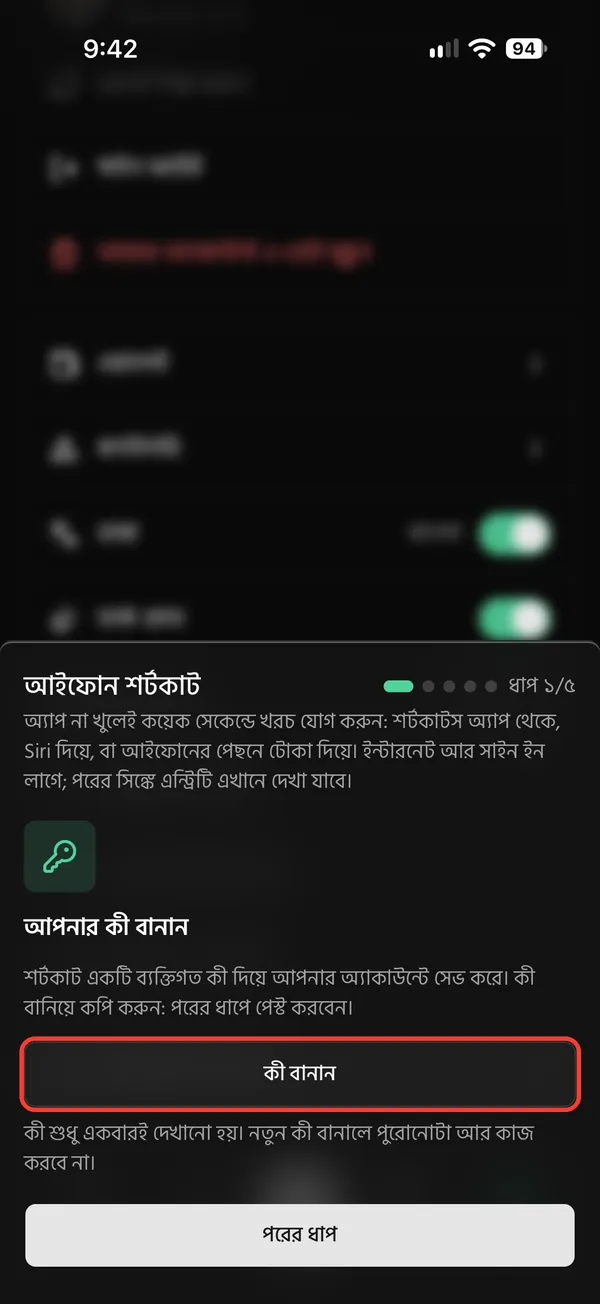 9:42
94
আইফোন শর্টকাট
ধাপ ১/৫
অ্যাপ না খুলেই কয়েক সেকেন্ডে খরচ যোগ করুন: শর্টকাটস অ্যাপ থেকে,
Siri দিয়ে, বা আইফোনের পেছনে টোকা দিয়ে। ইন্টারনেট আর সাইন ইন
লাগে; পরের সিঙ্কে এন্ট্রিটি এখানে দেখা যাবে।
আপনার কী বানান
শর্টকাট একটি ব্যক্তিগত কী দিয়ে আপনার অ্যাকাউন্টে সেভ করে। কী
বানিয়ে কপি করুন: পরের ধাপে পেস্ট করবেন।
কী বানান
কী শুধু একবারই দেখানো হয়। নতুন কী বানালে পুরোনোটা আর কাজ
করবে না।
পরের ধাপ